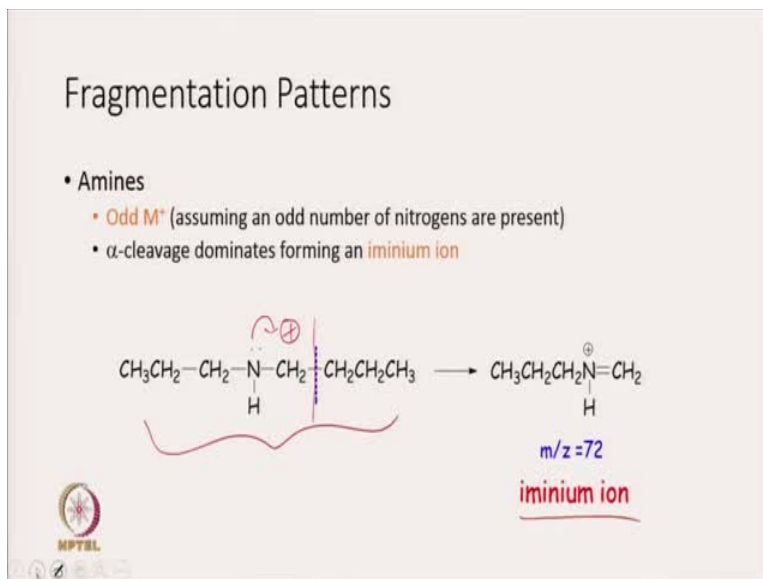 Fragmentation Patterns
• Amines
• Odd M⁺ (assuming an odd number of nitrogens are present)
• α-cleavage dominates forming an iminium ion
CH₃CH₂–CH₂–N–CH₂–CH₂CH₂CH₃ → CH₃CH₂CH₂N=CH₂
H H
m/z =72
iminium ion
NPTEL